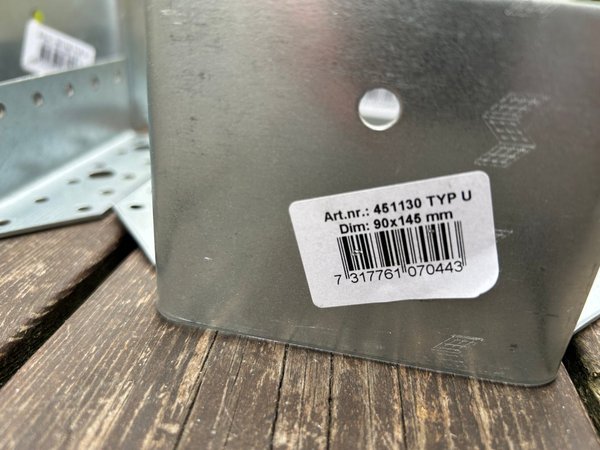 Art.nr.: 451130 TYP U
Dim: 90x145 mm
7 317761 070443